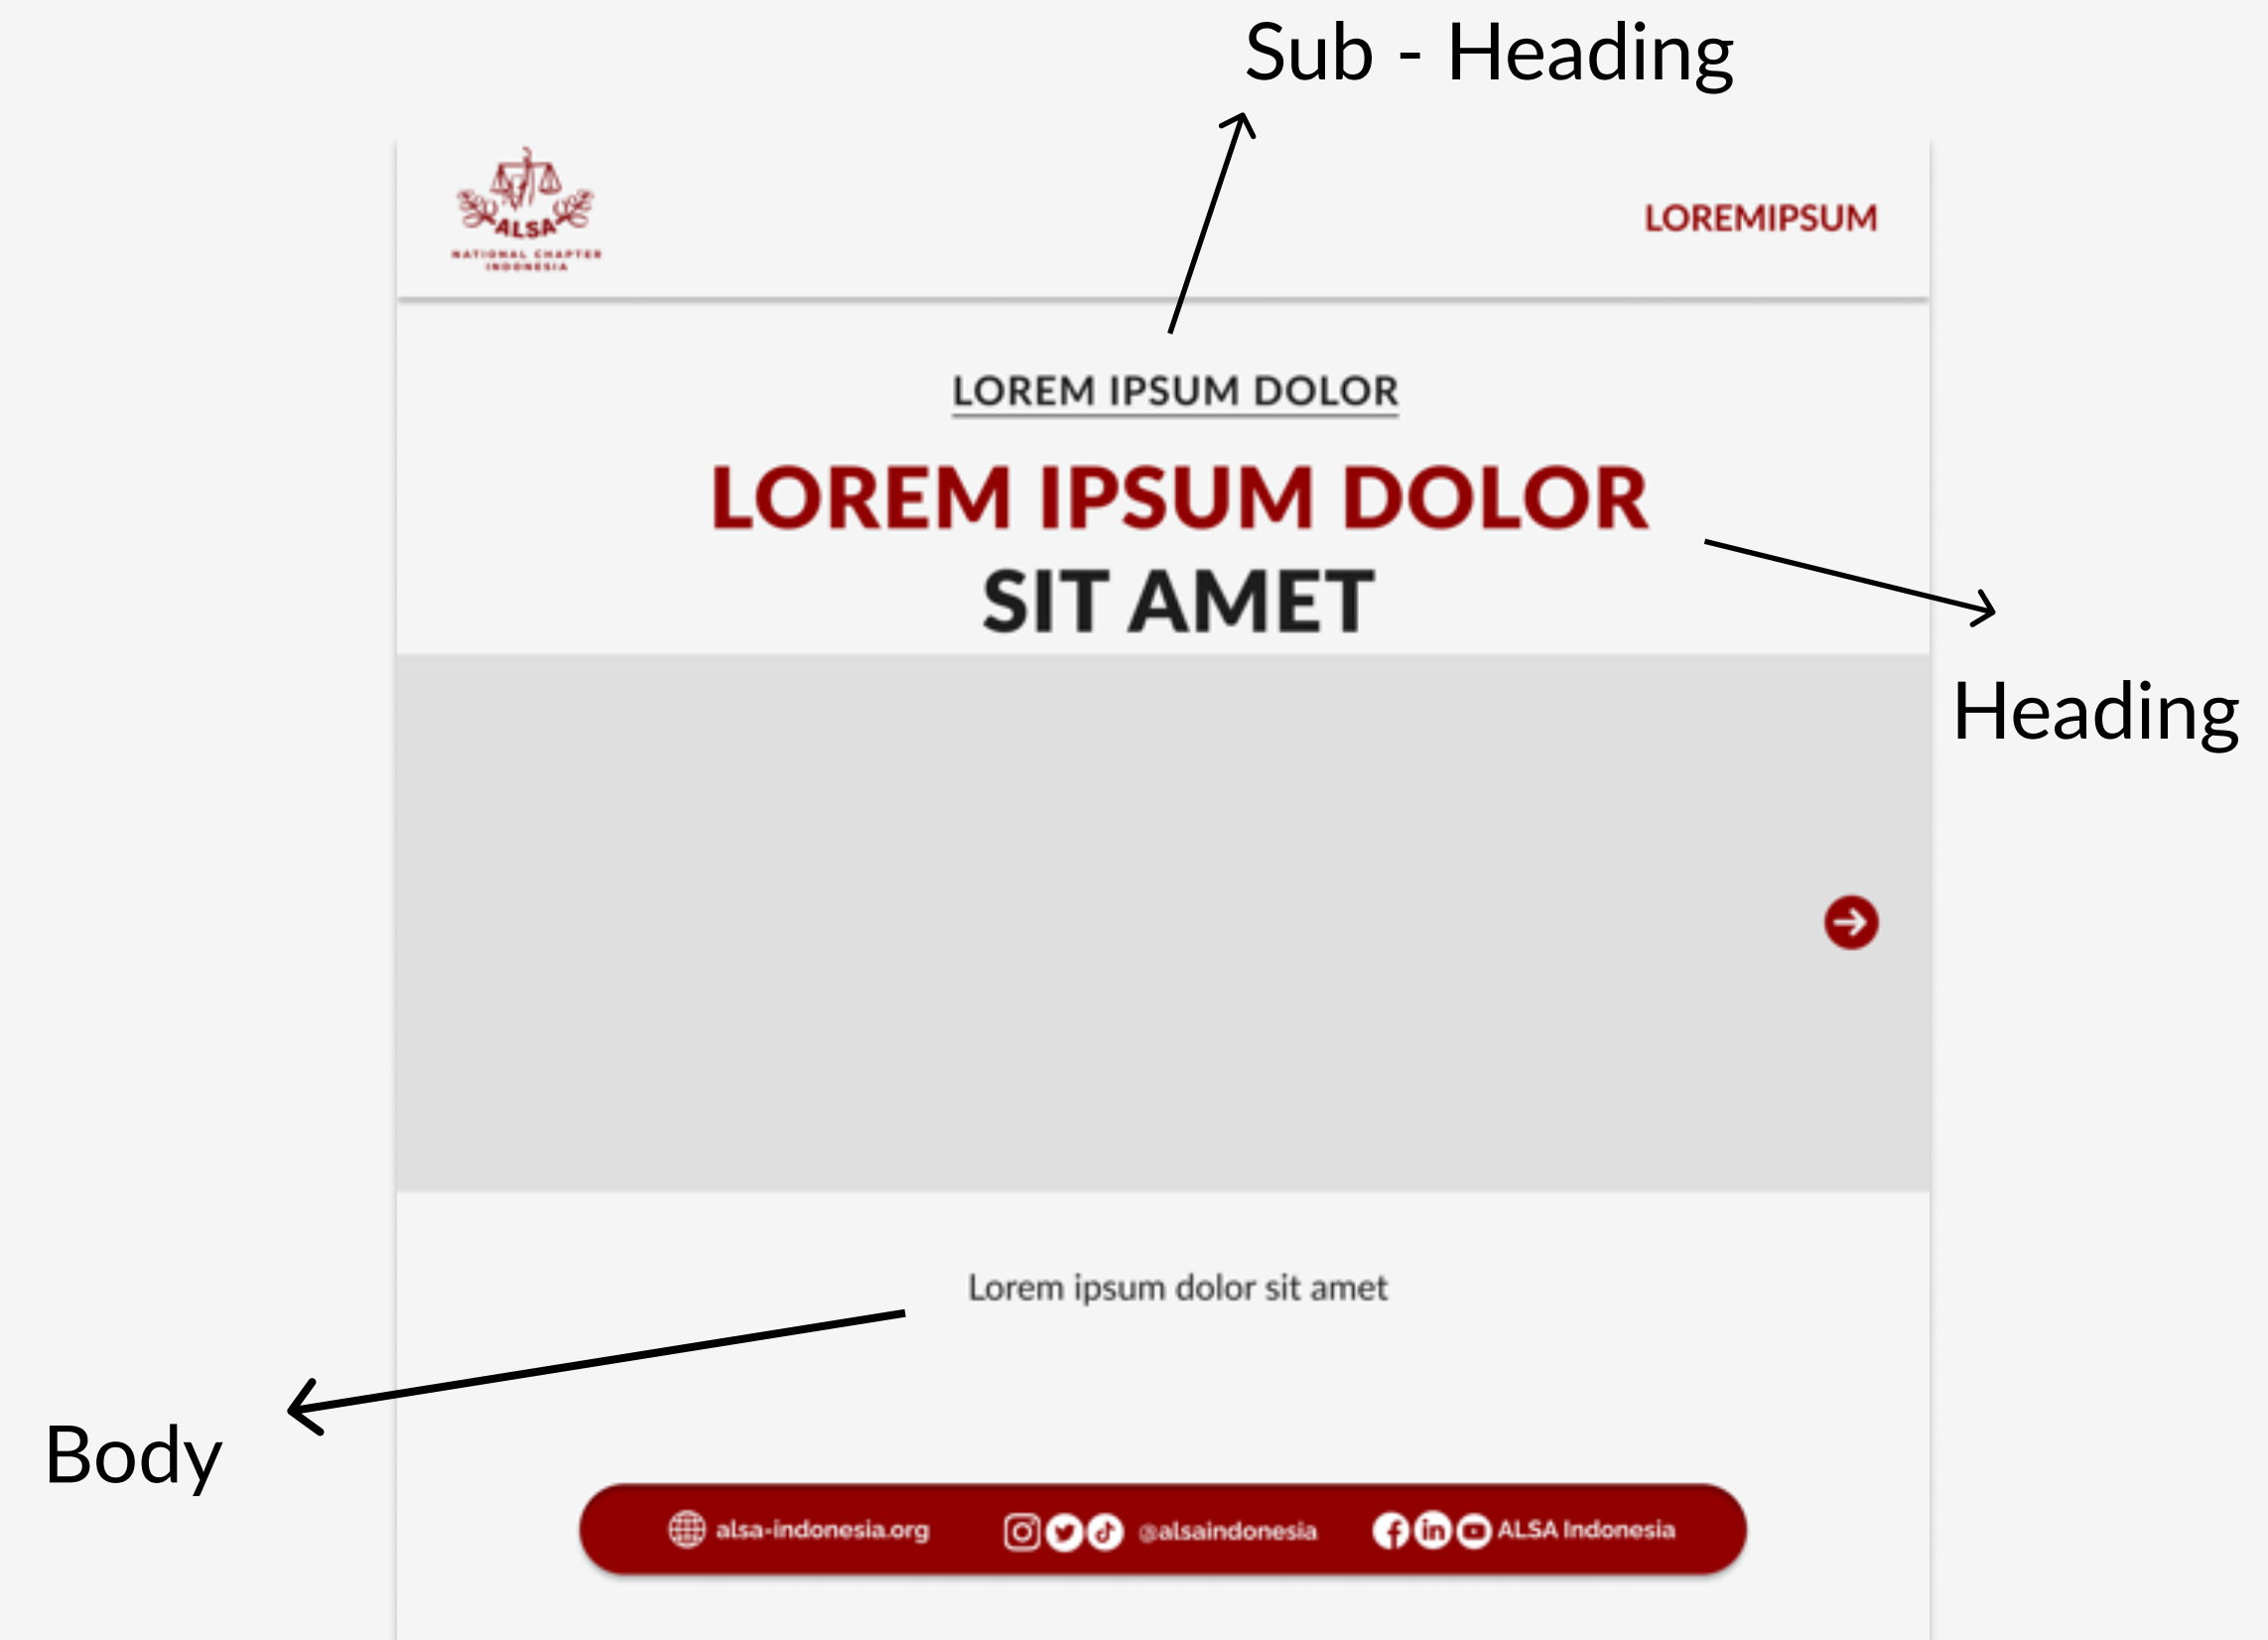 Sub - Heading
ALSA
NATIONAL CHAPTER
INDONESIA
LOREMIPSUM
LOREM IPSUM DOLOR
LOREM IPSUM DOLOR
SIT AMET
Heading
Lorem ipsum dolor sit amet
Body
alsa-indonesia.org @alsaindonesia ALSA Indonesia